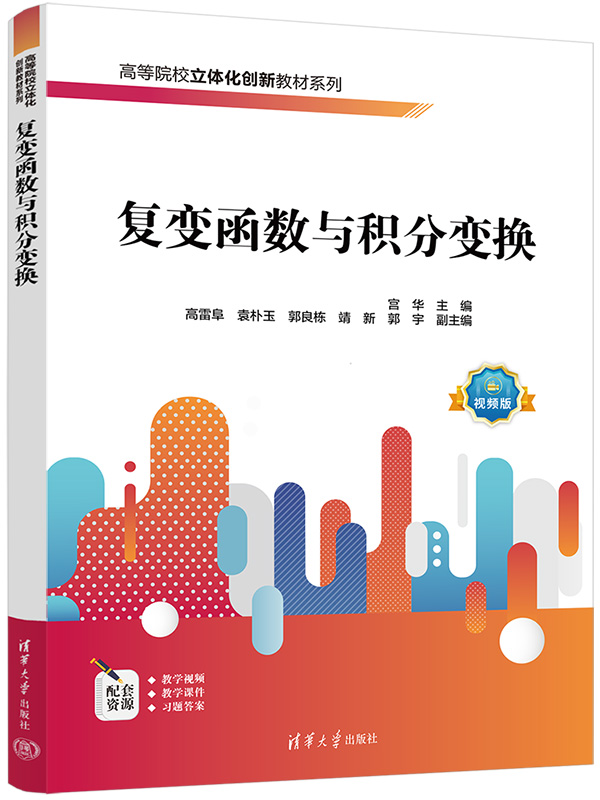 高等院校立体化
创新教材系列
复变函数与积分变换
清华大学出版社
高等院校立体化创新教材系列
复变函数与积分变换
宫 华 主 编
高雷阜 袁朴玉 郭良栋 靖 新 郭 宇 副主编
视频版
配套
资源
教学视频
教学课件
习题答案
清华大学出版社